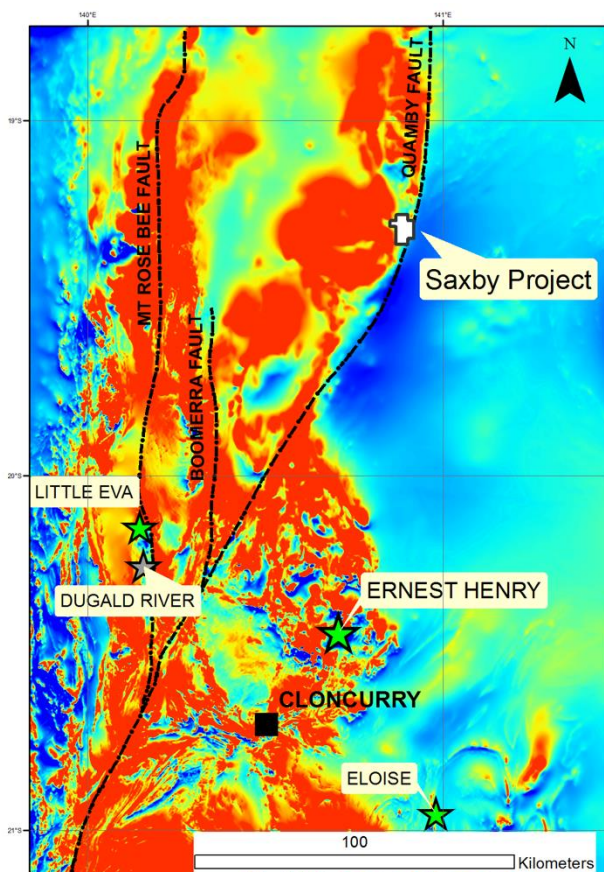 140°E
141°E
N
19°S
QUAMBY FAULT
MT ROSE BEE FAULT
Saxby Project
BOOMERRA FAULT
20°S
LITTLE EVA
DUGALD RIVER
ERNEST HENRY
CLONCURRY
ELOISE
21°S
100
Kilometers